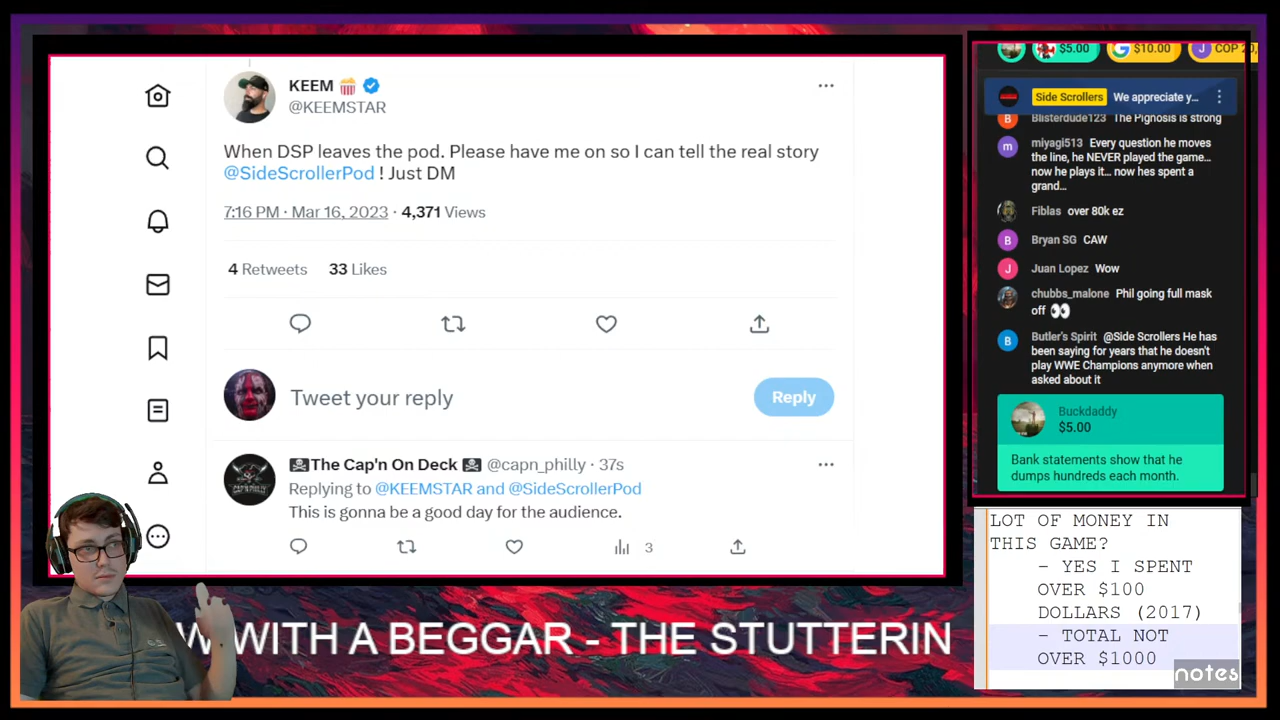 KEEM
@KEEMSTAR
When DSP leaves the pod. Please have me on so I can tell the real story
@SideScrollerPod ! Just DM
7:16 PM · Mar 16, 2023 · 4,371 Views
4 Retweets 33 Likes
Tweet your reply
Reply
The Cap'n On Deck @capn_philly · 37s
Replying to @KEEMSTAR and @SideScrollerPod
This is gonna be a good day for the audience.
3
$5.00
$10.00
J COP
Side Scrollers We appreciate y...
B Blisterdude123 The Pignosis is strong
m miyagi513 Every question he moves
the line, he NEVER played the game...
now he plays it... now hes spent a
grand...
Fiblas over 80k ez
B Bryan SG CAW
J Juan Lopez Wow
chubbs_malone Phil going full mask
off
B Butler's Spirit @Side Scrollers He has
been saying for years that he doesn't
play WWE Champions anymore when
asked about it
Buckdaddy
$5.00
Bank statements show that he
dumps hundreds each month.
LOT OF MONEY IN
THIS GAME?
- YES I SPENT
OVER $100
DOLLARS (2017)
- TOTAL NOT
OVER $1000
notes
W WITH A BEGGAR - THE STUTTERIN